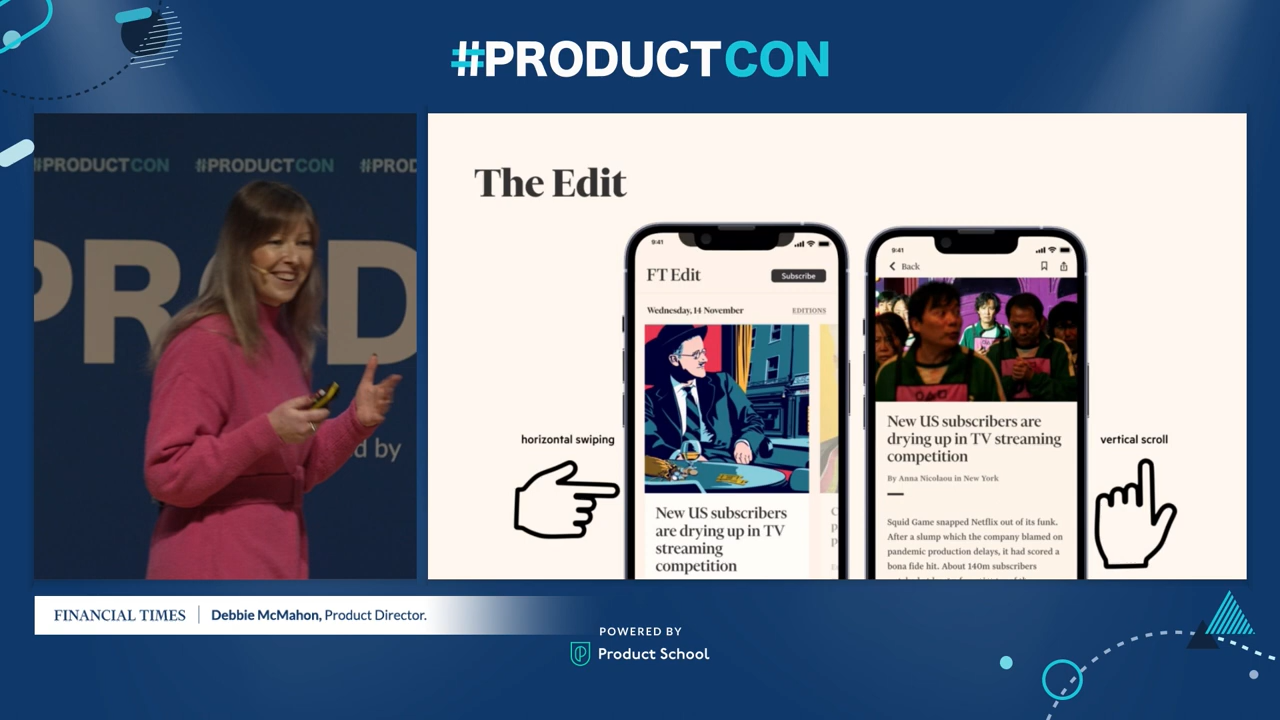 #PRODUCTCON
#PRODUCTCON #PRODUCTCON #PROD
PROD
d by
The Edit
9:41
FT Edit
Subscribe
Wednesday, 14 November
EDITIONS
New US subscribers
are drying up in TV
streaming
competition
horizontal swiping
9:41
Back
New US subscribers are
drying up in TV streaming
competition
By Anna Nicolaou in New York
Squid Game snapped Netflix out of its funk.
After a slump which the company blamed on
pandemic production delays, it had scored a
bona fide hit. About 140m subscribers
vertical scroll
FINANCIAL TIMES
Debbie McMahon, Product Director.
POWERED BY
Product School